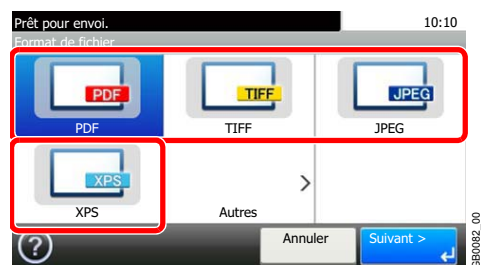 Prêt pour envoi. 10:10
Format de fichier
PDF TIFF JPEG
PDF TIFF JPEG
XPS
XPS Autres >
? Annuler Suivant >
GB0082_00